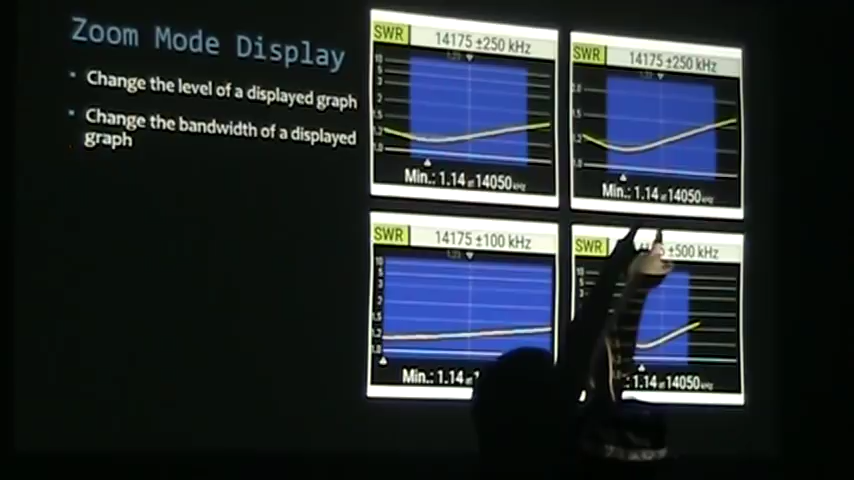 Zoom Mode Display
Change the level of a displayed graph
Change the bandwidth of a displayed
graph
SWR 14175 ±250 kHz
Min.: 1.14 at 14050 kHz
SWR 14175 ±250 kHz
Min.: 1.14 at 14050 kHz
SWR 14175 ±100 kHz
Min.: 1.14
SWR ±500 kHz
1.14 at 14050 kHz